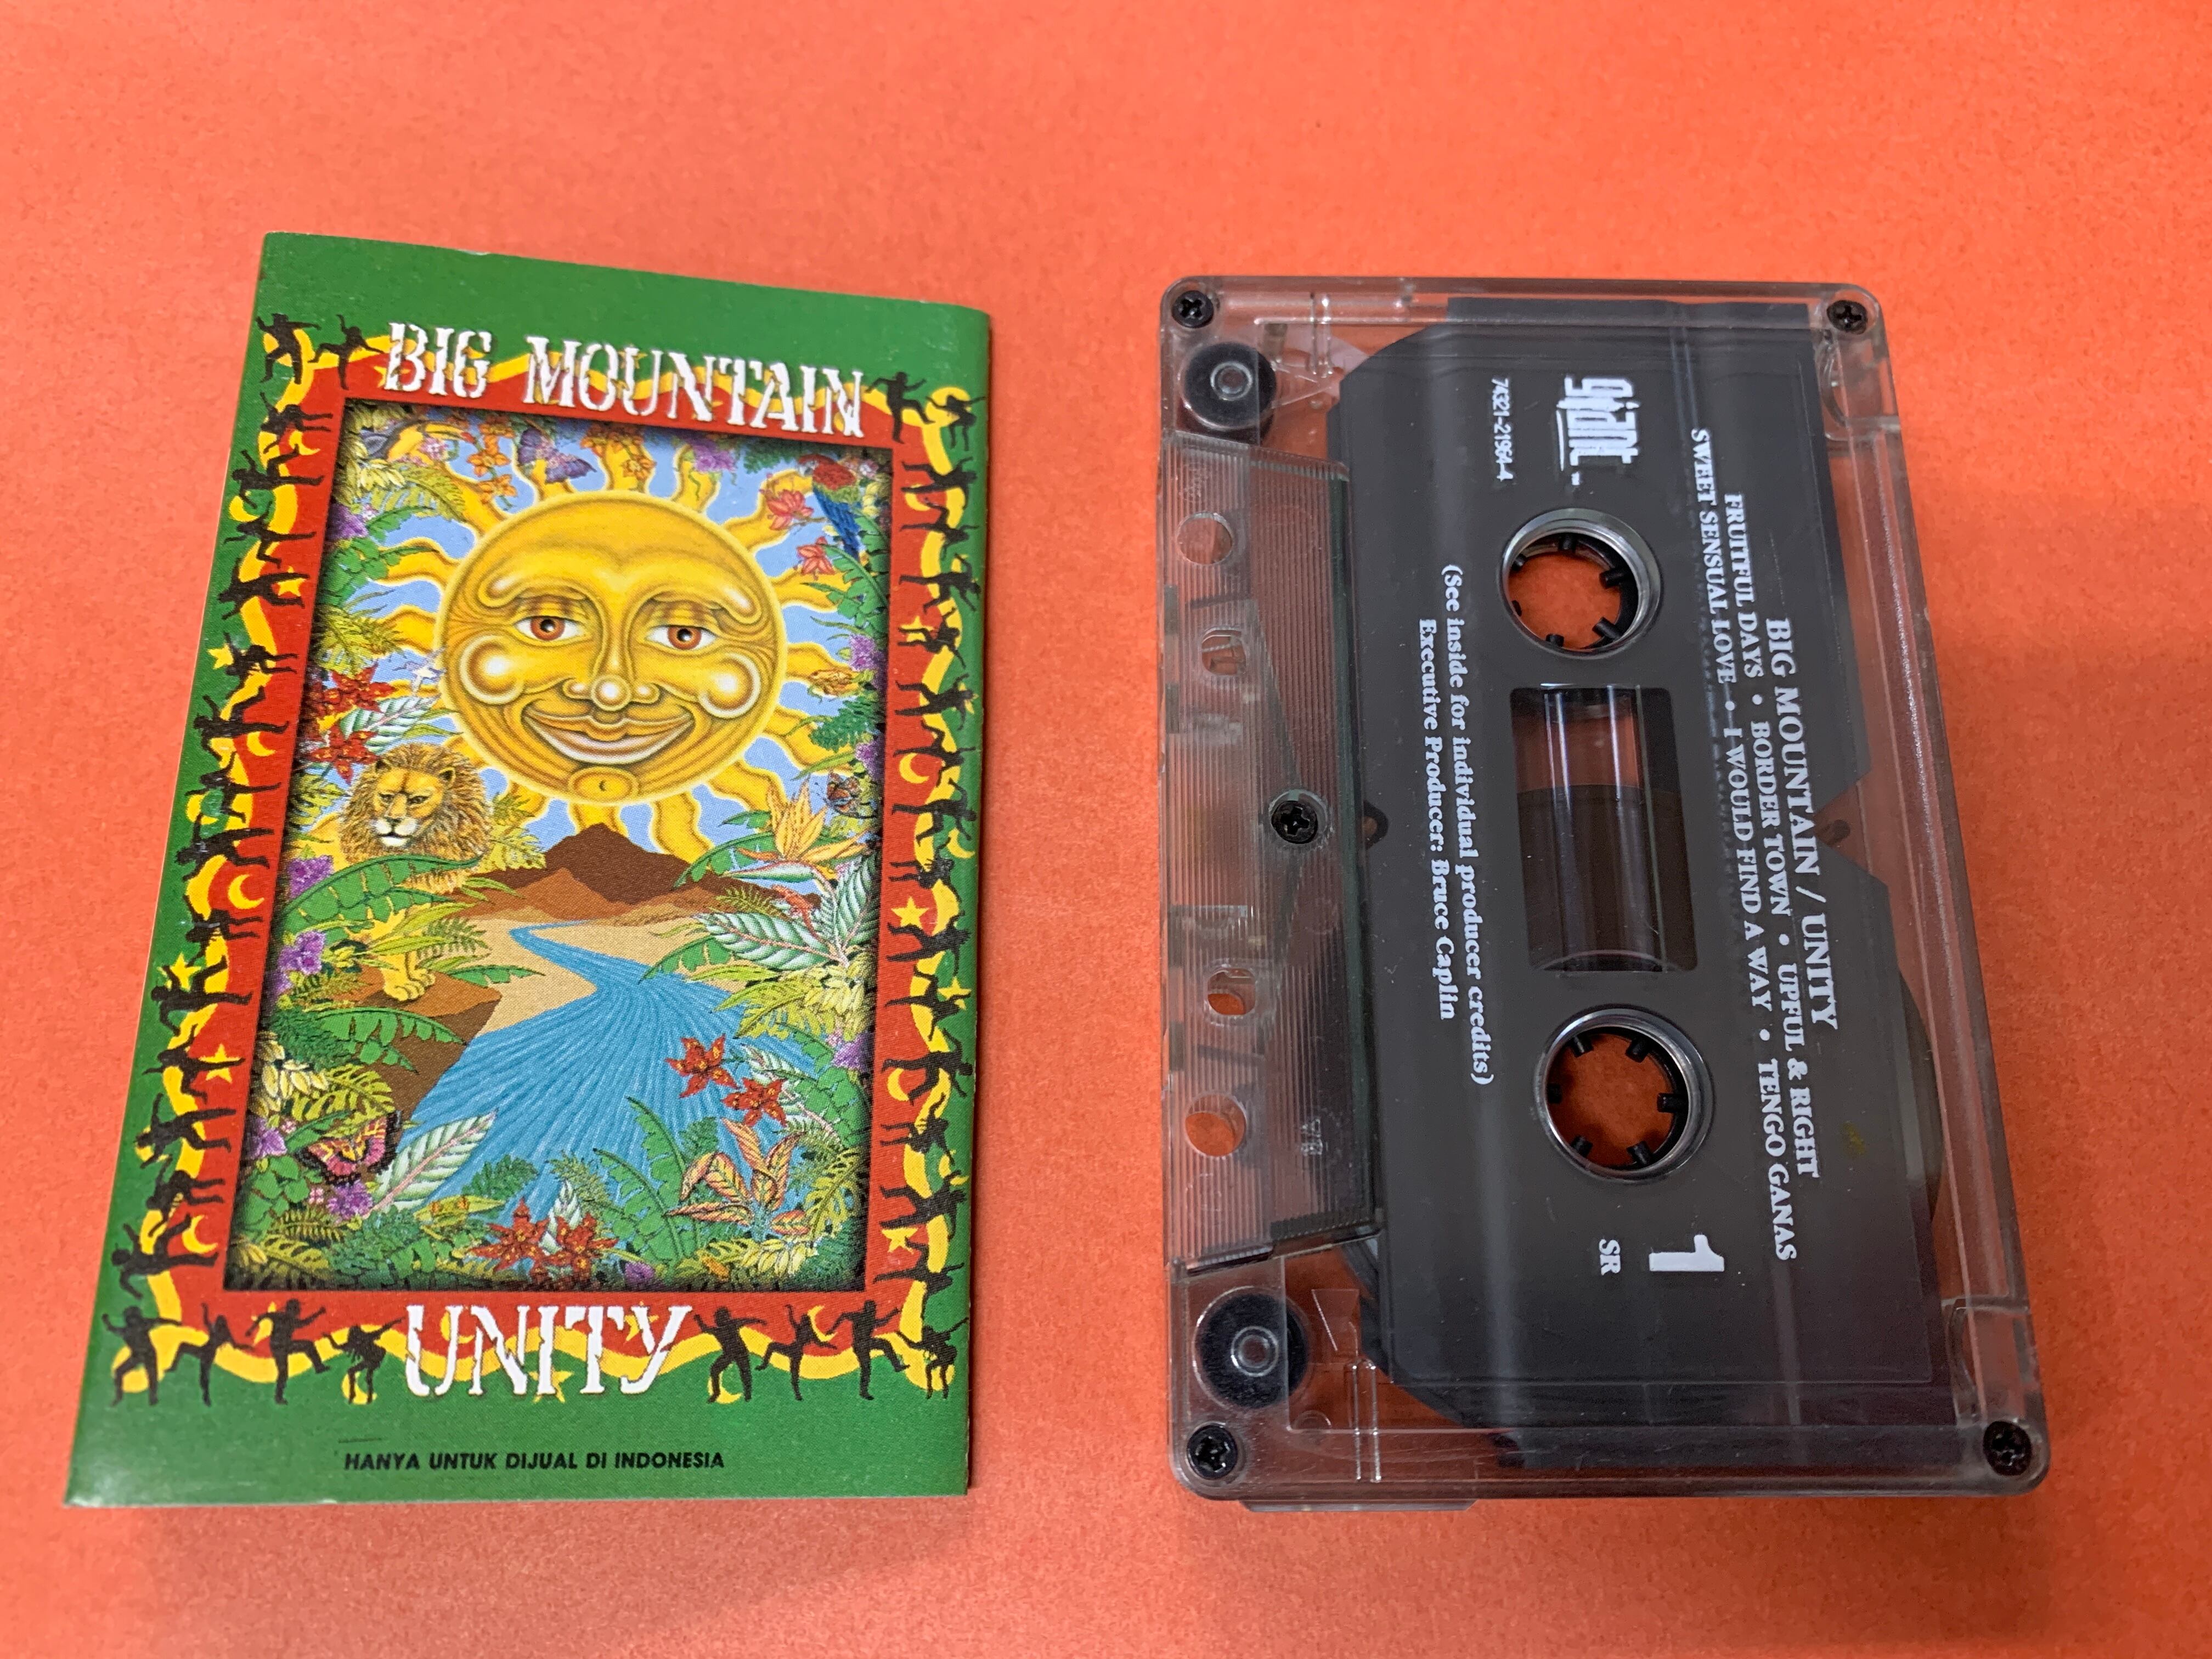 BIG MOUNTAIN
UNITY
HANYA UNTUK DIJUAL DI INDONESIA
giant
74321-21964-4
BIG MOUNTAIN / UNITY
FRUITFUL DAYS • BORDER TOWN • UPFUL & RIGHT
SWEET SENSUAL LOVE • I WOULD FIND A WAY • TENGO GANAS
1
SR
(See inside for individual producer credits)
Executive Producer: Bruce Caplin